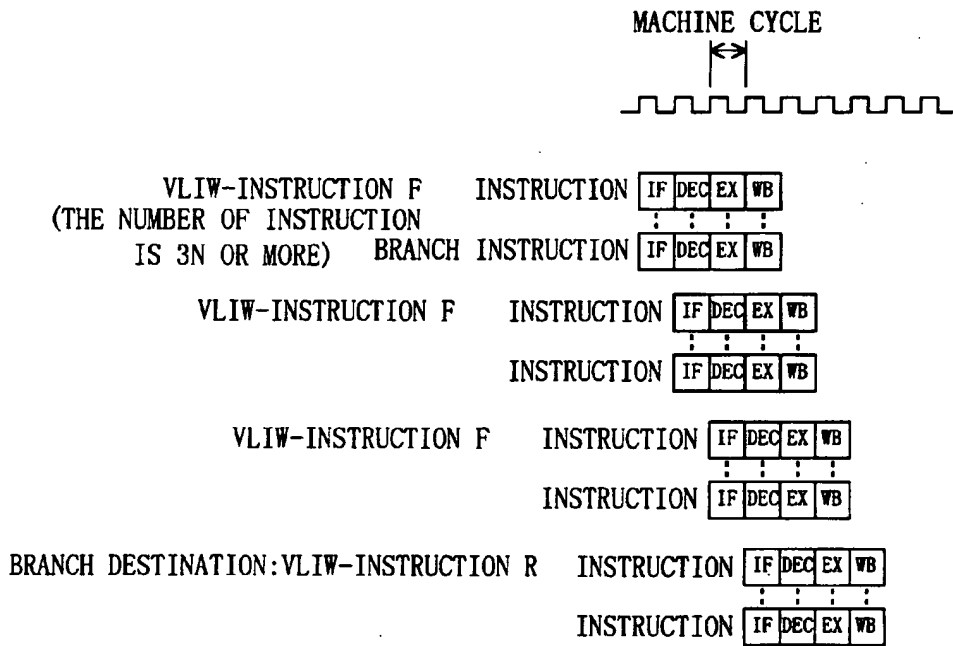 MACHINE CYCLE
VLIW-INSTRUCTION F INSTRUCTION IF DEC EX WB
(THE NUMBER OF INSTRUCTION
IS 3N OR MORE) BRANCH INSTRUCTION IF DEC EX WB
VLIW-INSTRUCTION F INSTRUCTION IF DEC EX WB
INSTRUCTION IF DEC EX WB
VLIW-INSTRUCTION F INSTRUCTION IF DEC EX WB
INSTRUCTION IF DEC EX WB
BRANCH DESTINATION:VLIW-INSTRUCTION R INSTRUCTION IF DEC EX WB
INSTRUCTION IF DEC EX WB